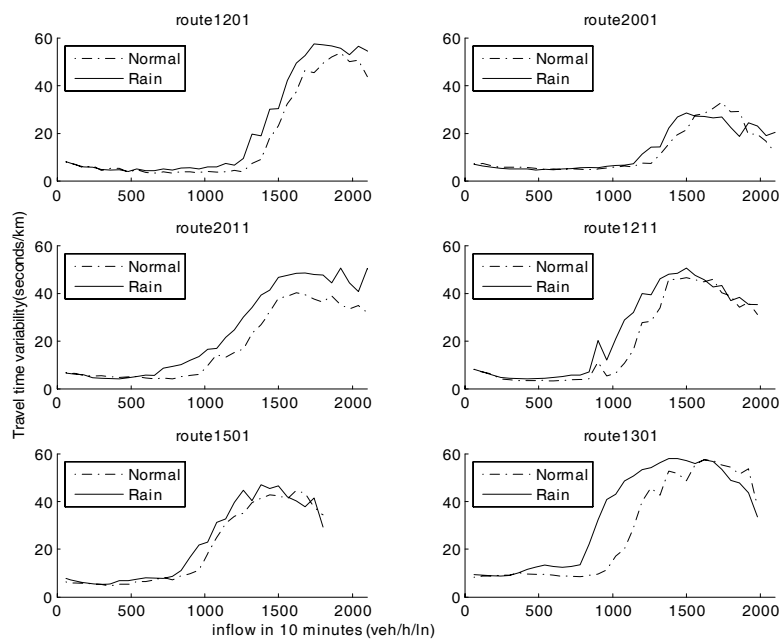 route1201
60
40
20
0
0 500 1000 1500 2000
Normal
Rain
route2001
60
40
20
0
0 500 1000 1500 2000
Normal
Rain
Travel time variability(seconds/km)
route2011
60
40
20
0
0 500 1000 1500 2000
Normal
Rain
route1211
60
40
20
0
0 500 1000 1500 2000
Normal
Rain
route1501
60
40
20
0
0 500 1000 1500 2000
Normal
Rain
route1301
60
40
20
0
0 500 1000 1500 2000
Normal
Rain
inflow in 10 minutes (veh/h/ln)